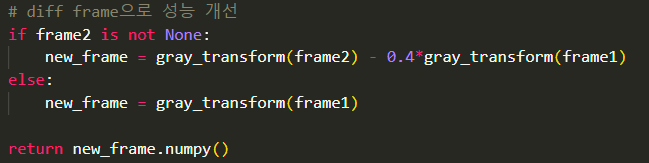 # diff frame으로 성능 개선
if frame2 is not None:
    new_frame = gray_transform(frame2) - 0.4*gray_transform(frame1)
else:
    new_frame = gray_transform(frame1)

return new_frame.numpy()